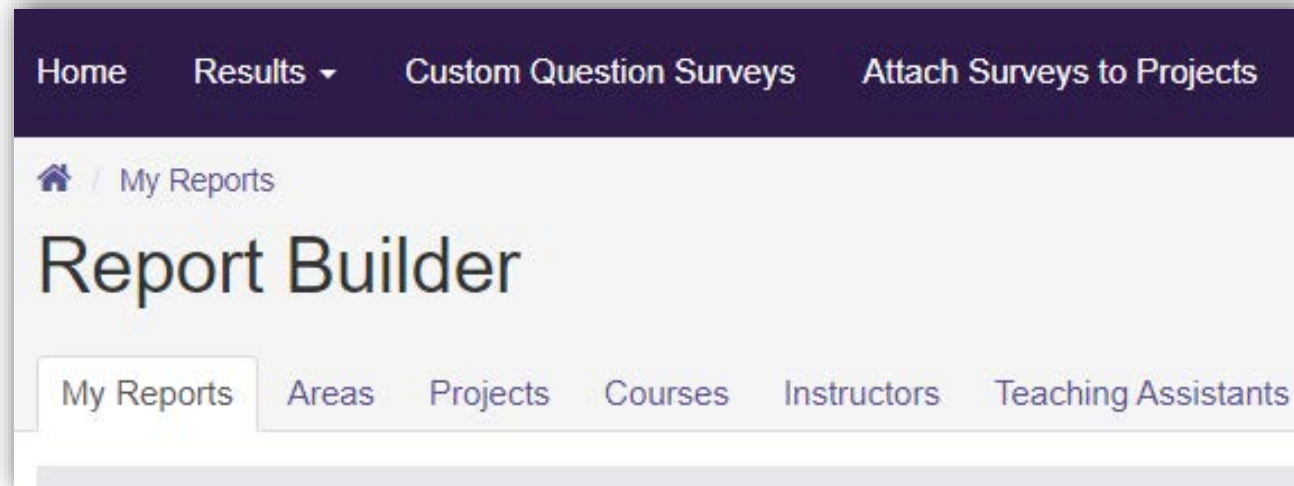 Home Results Custom Question Surveys Attach Surveys to Projects
/ My Reports
Report Builder
My Reports Areas Projects Courses Instructors Teaching Assistants